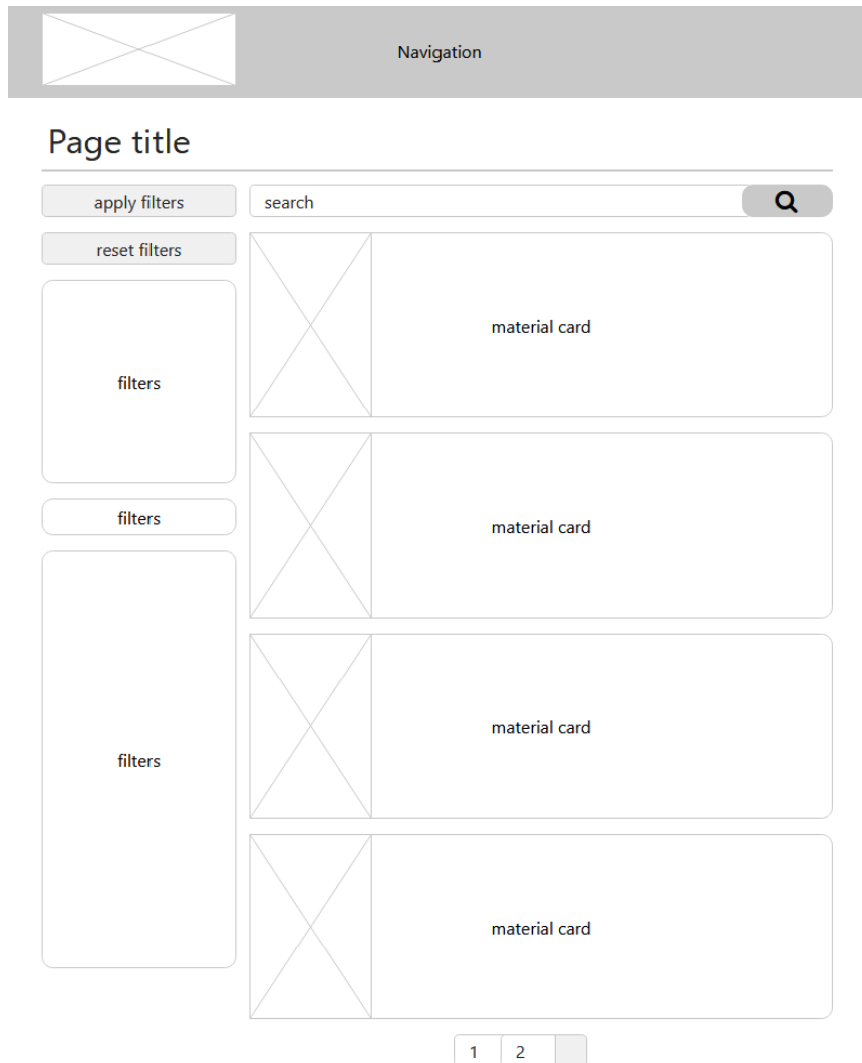 Navigation
Page title
apply filters
search
reset filters
material card
filters
material card
filters
material card
filters
material card
1
2